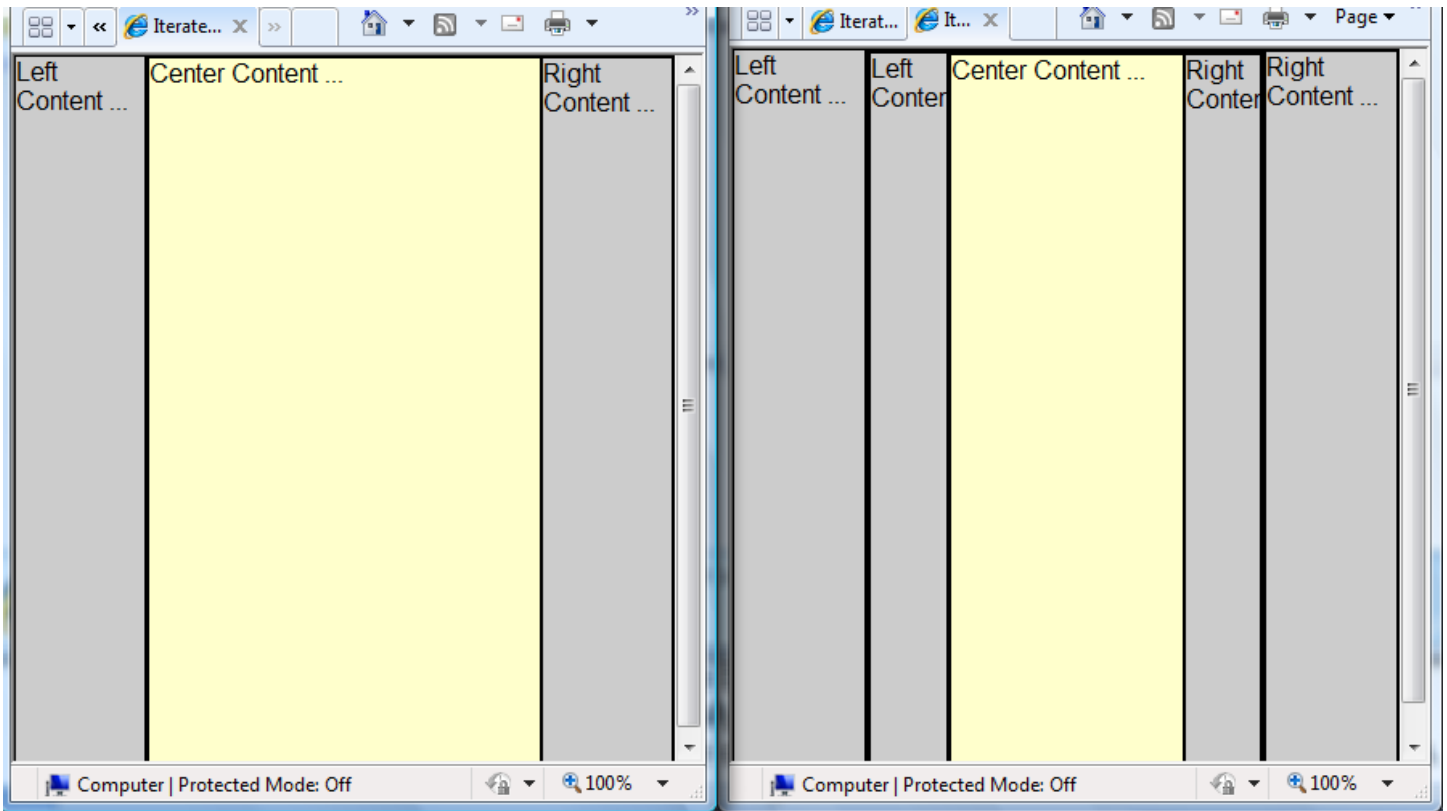 Iterate...
Left
Content ...
Center Content ...
Right
Content ...
Computer | Protected Mode: Off
100%
Iterat...
It...
Page
Left
Content ...
Left
Conter
Center Content ...
Right
Conter
Right
Content ...
Computer | Protected Mode: Off
100%